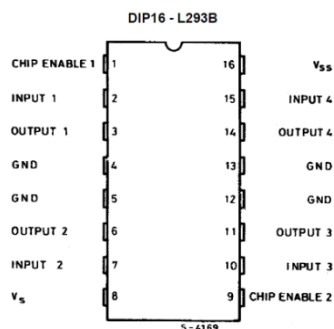 DIP16 - L293B
CHIP ENABLE 1 1 16 Vss
INPUT 1 2 15 INPUT 4
OUTPUT 1 3 14 OUTPUT 4
GND 4 13 GND
GND 5 12 GND
OUTPUT 2 6 11 OUTPUT 3
INPUT 2 7 10 INPUT 3
Vs 8 9 CHIP ENABLE 2
S-4169